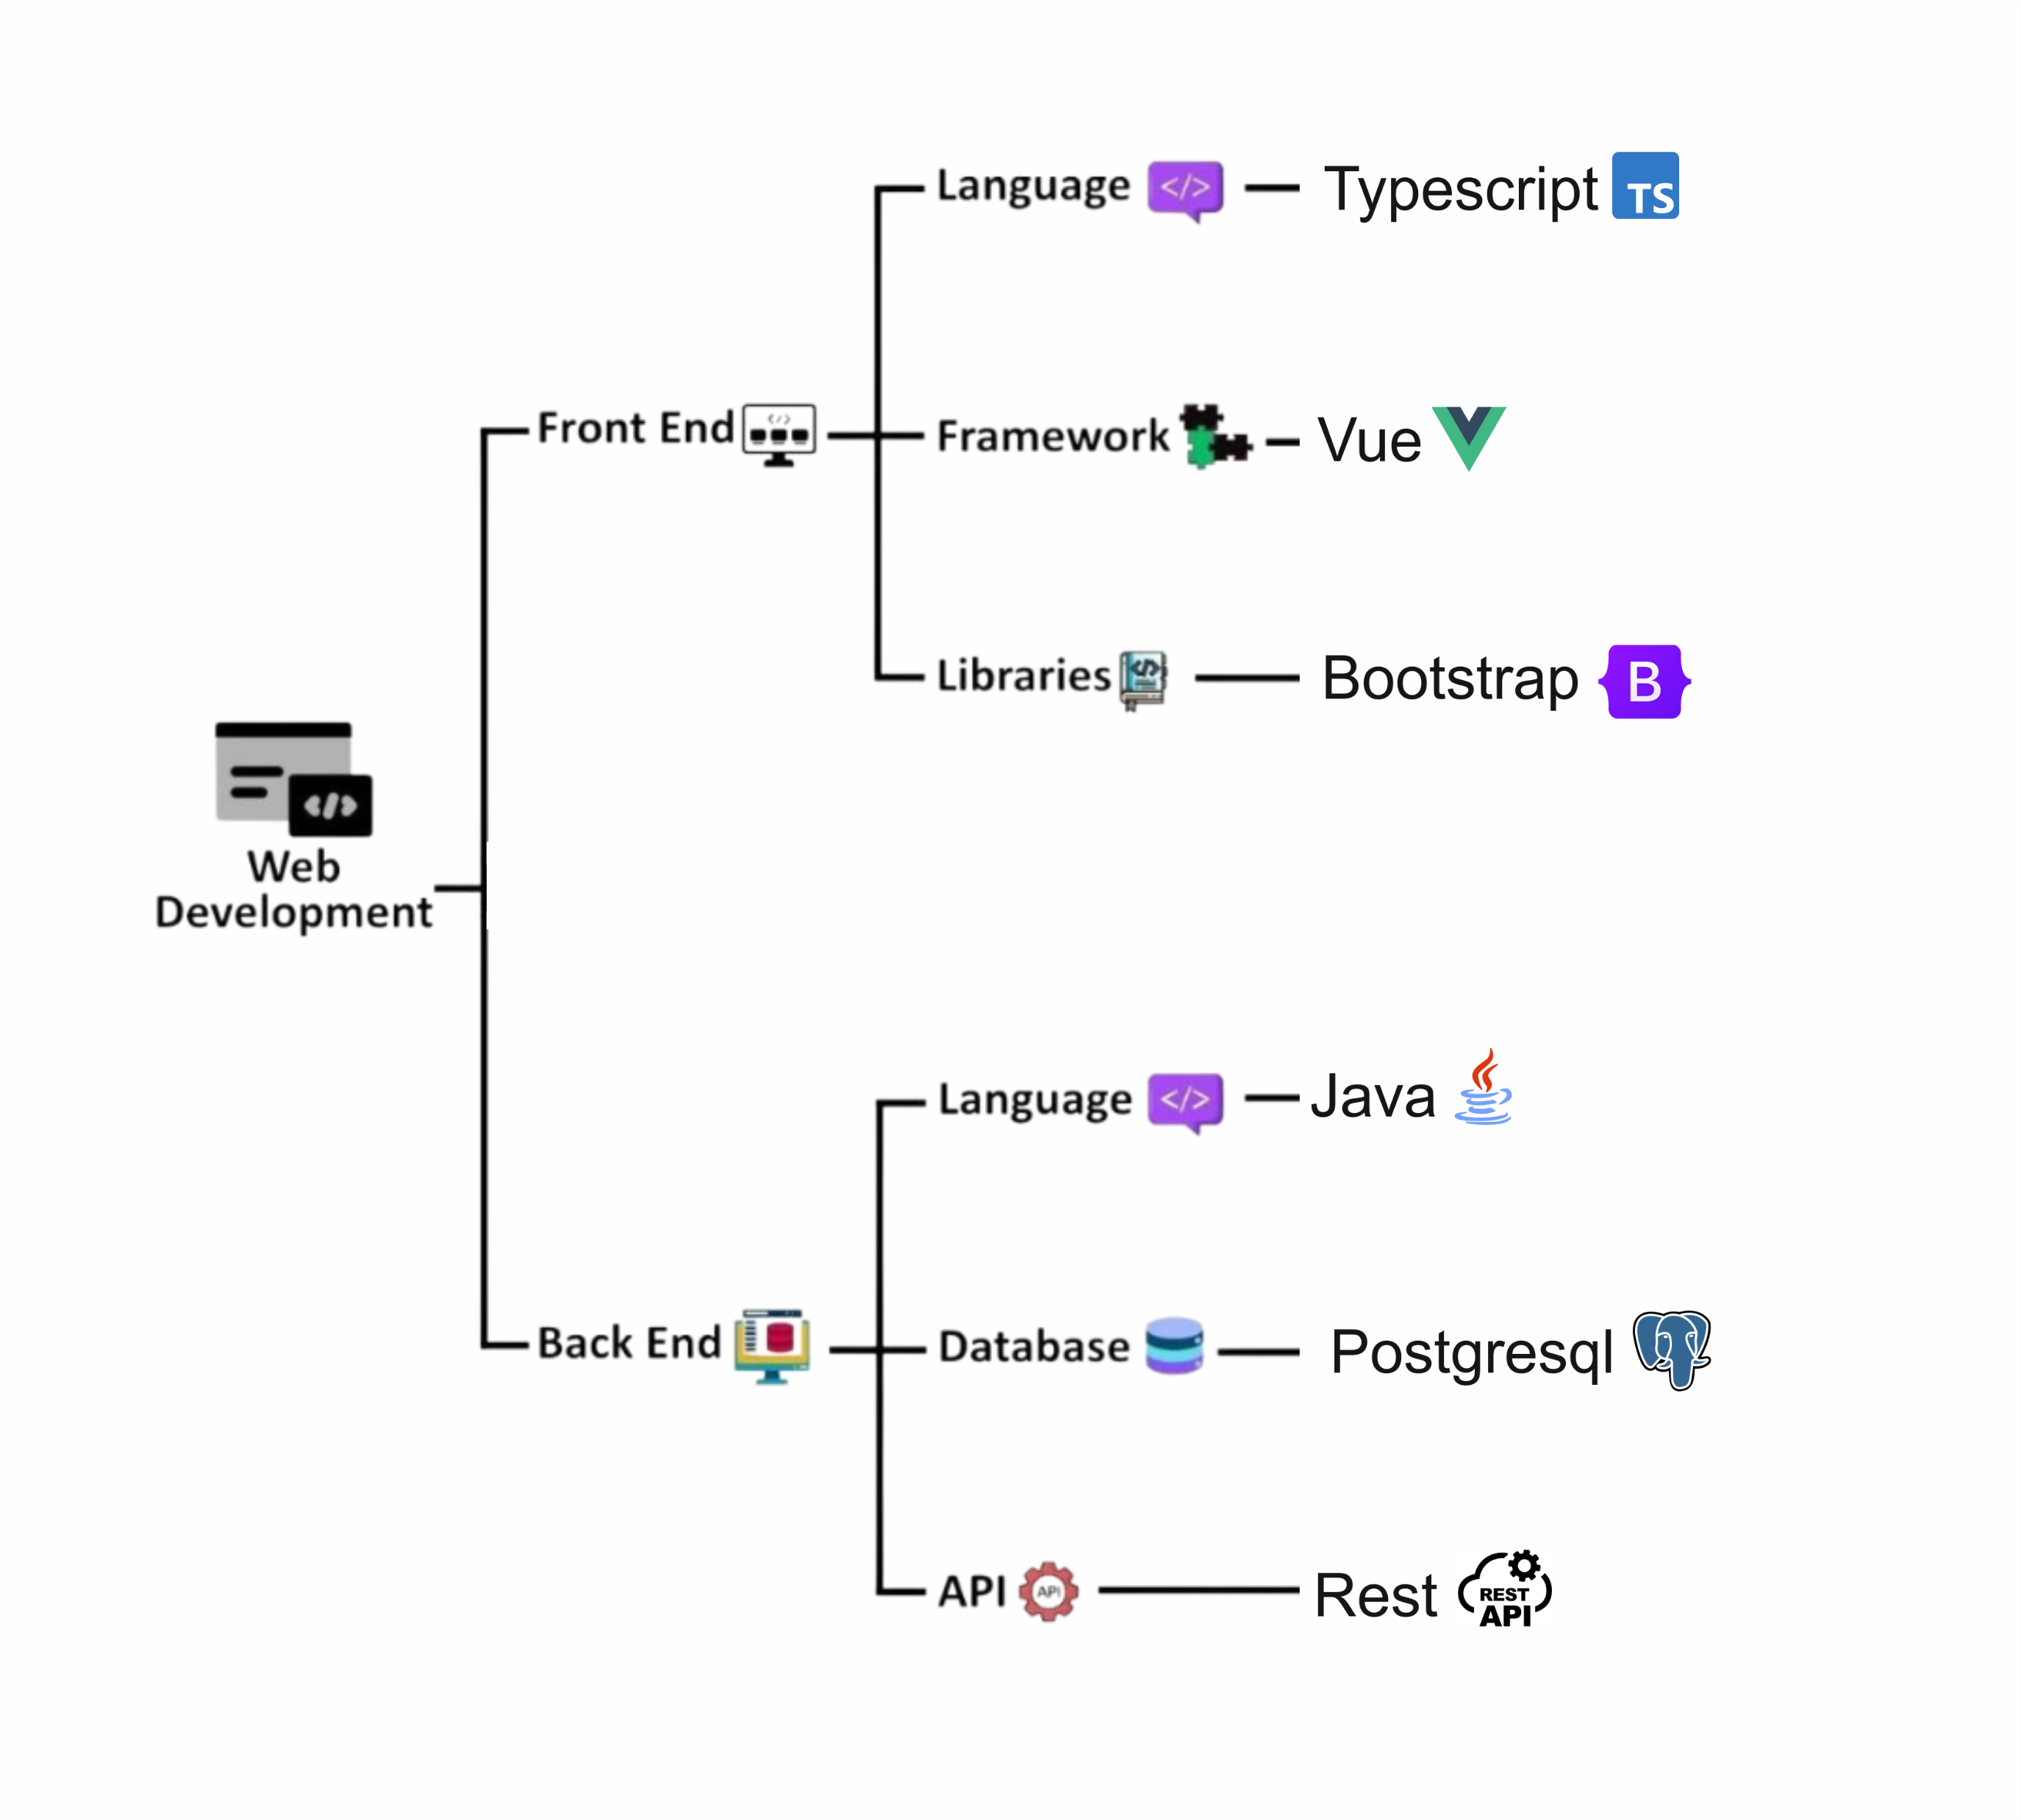 Language </> Typescript TS
Front End </> Framework Vue
Libraries </> Bootstrap B
</>
Web
Development
Language </> Java
Back End Database Postgresql
API API Rest REST
API